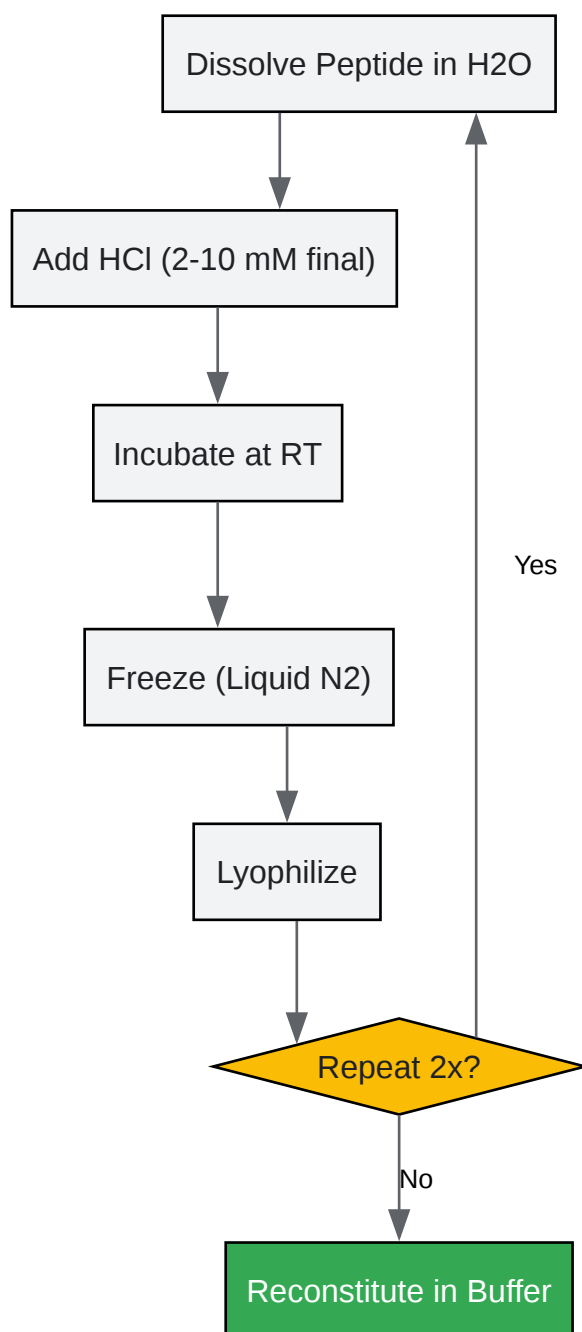 Dissolve Peptide in H2O
Add HCl (2-10 mM final)
Incubate at RT
Yes
Freeze (Liquid N2)
Lyophilize
Repeat 2x?
No
Reconstitute in Buffer